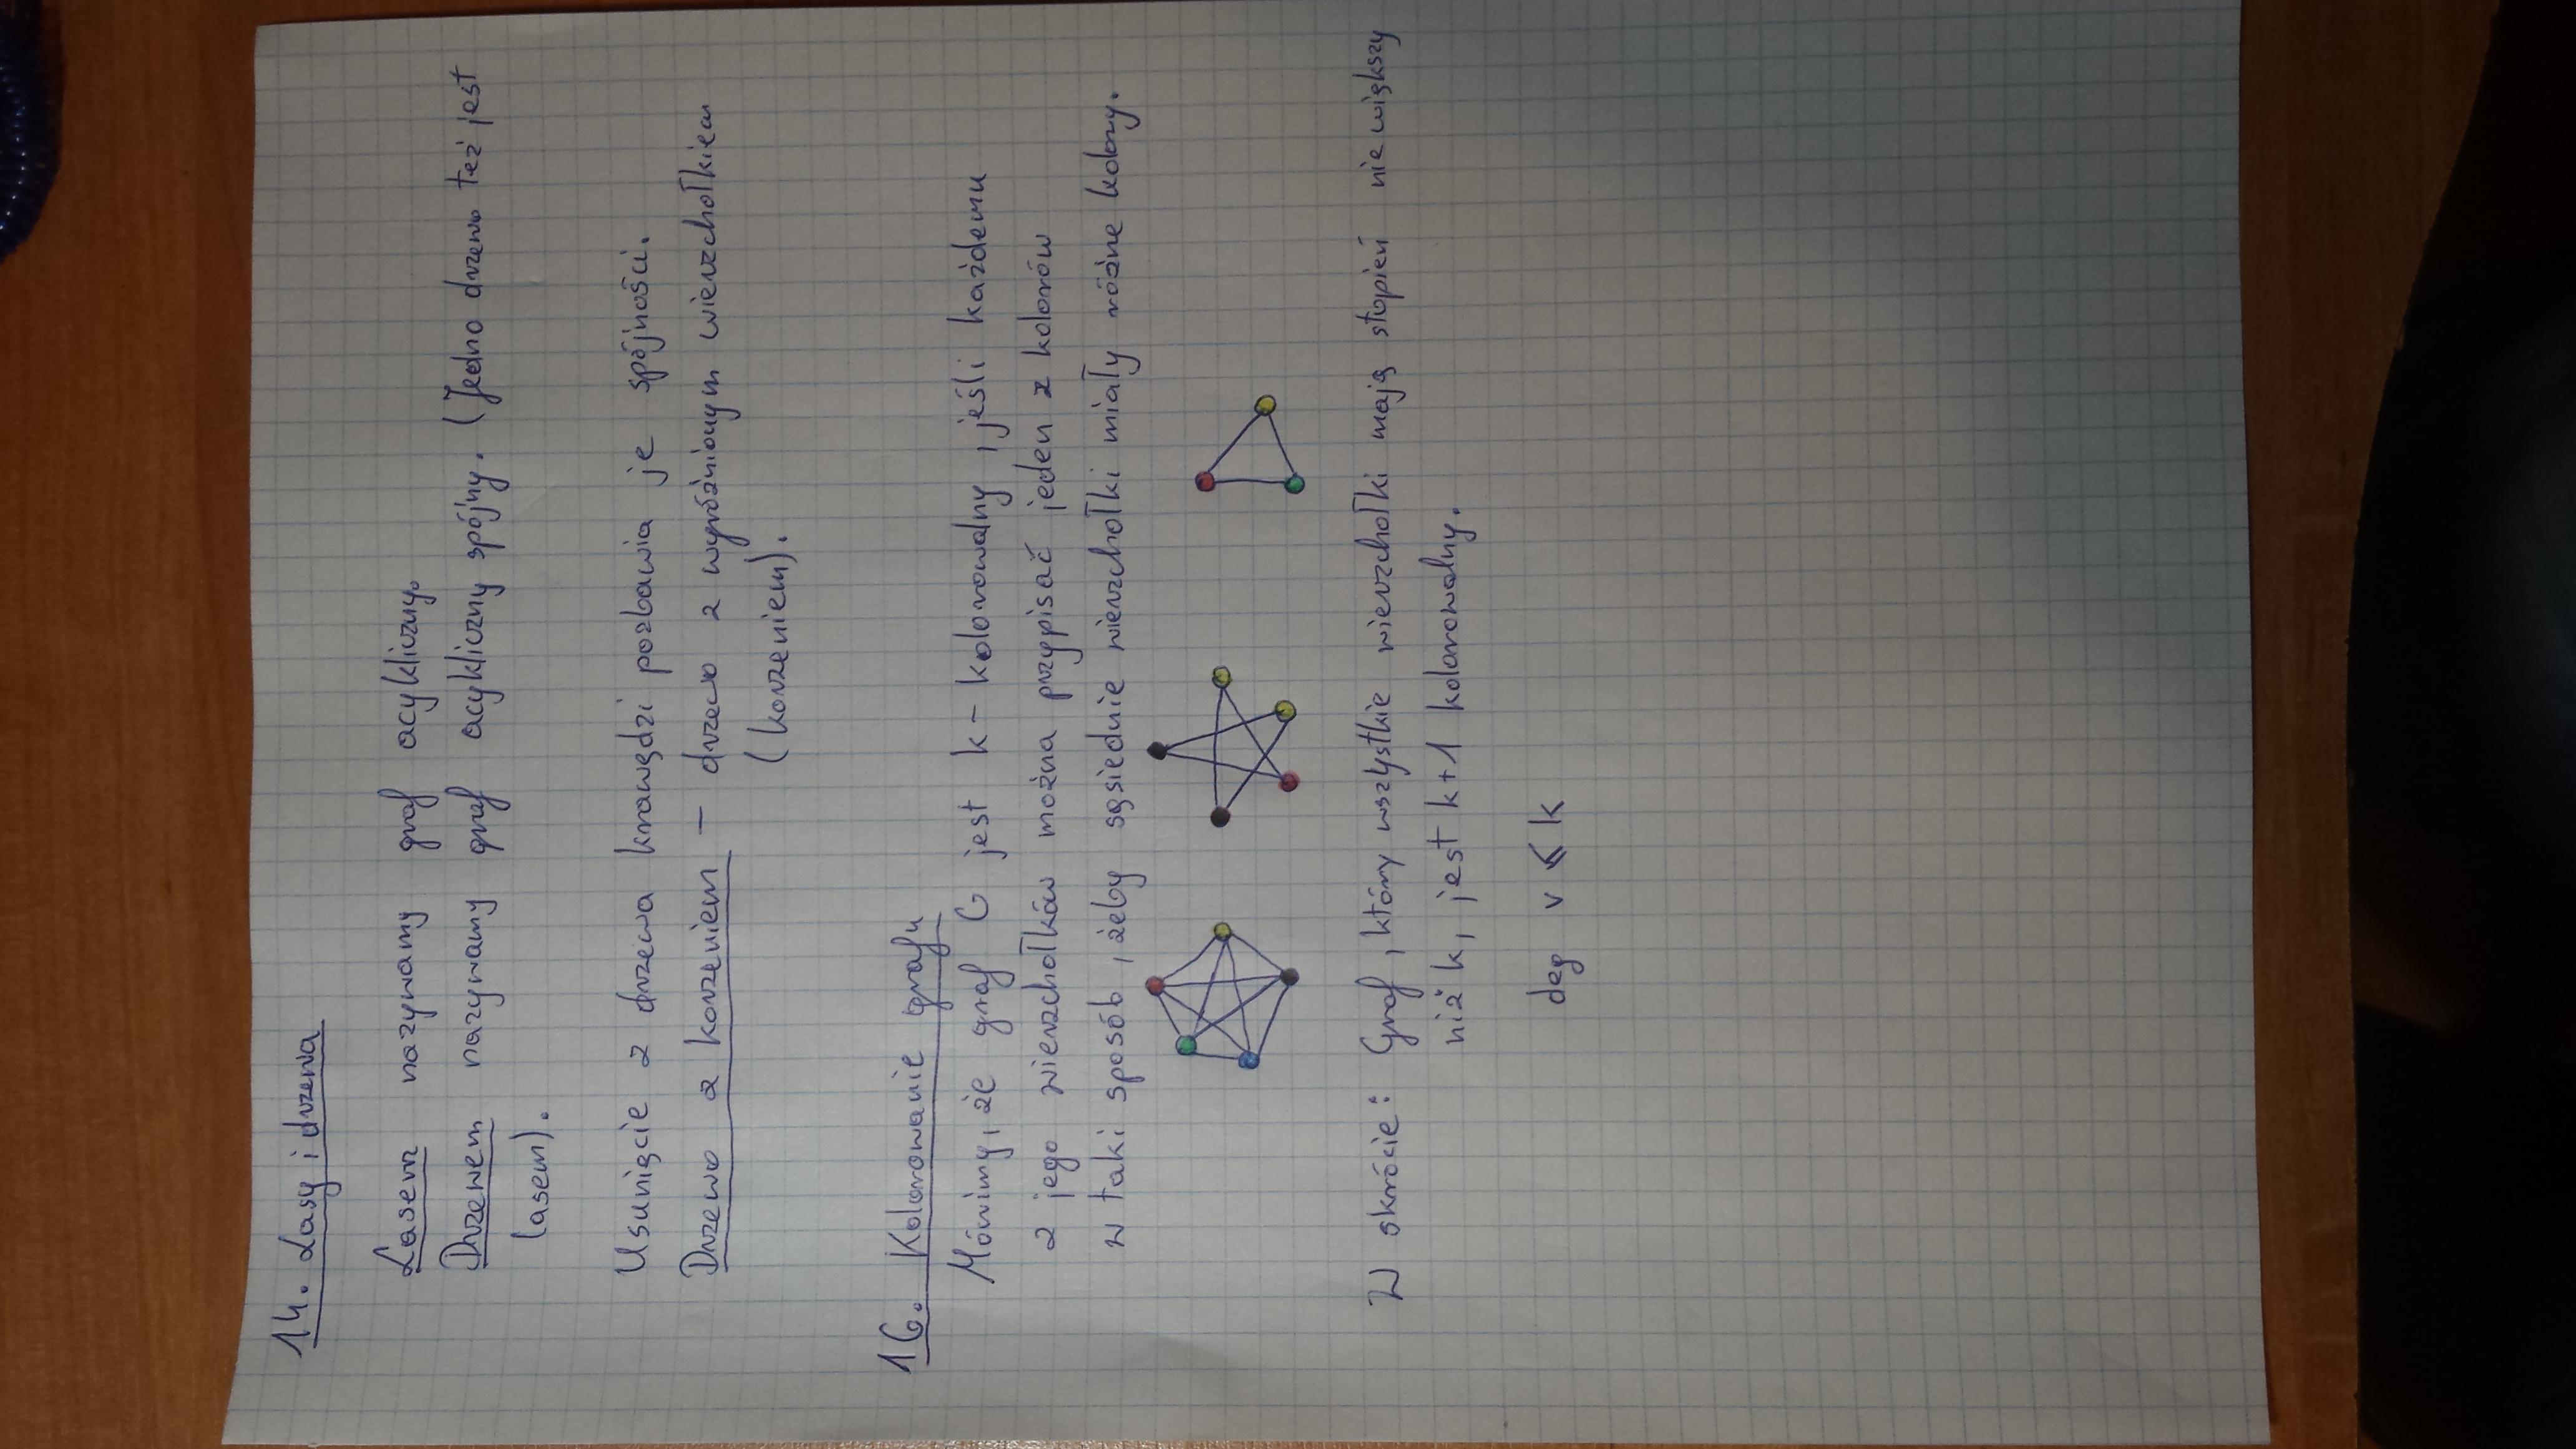 14. Lasy i drzewa
Lasem nazywamy graf acykliczny.
Drzewem nazywamy graf acykliczny spójny. (Jedno drzewo też jest
lasem).
Usunięcie z drzewa krawędzi pozbawia je spójności.
Drzewo z korzeniem – drzewo z wyróżnionym wierzchołkiem
(korzeniem).
16. Kolorowanie grafu
Mówimy, że graf G jest k-kolorowalny, jeśli każdemu
z jego wierzchołków można przypisać jeden z kolorów
w taki sposób, żeby sąsiednie wierzchołki miały różne kolory.
W skrócie: Graf, który wszystkie wierzchołki mają stopień nie większy
niż k, jest k+1 kolorowalny.
deg v ≤ k